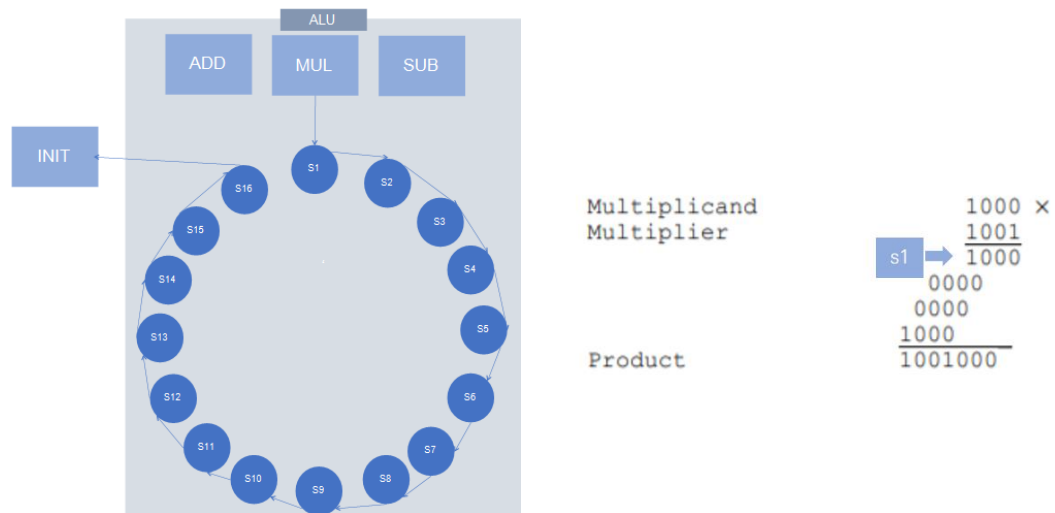 ALU
ADD
MUL
SUB
INIT
S1
S2
S3
S4
S5
S6
S7
S8
S9
S10
S11
S12
S13
S14
S15
S16
Multiplicand 1000 ×
Multiplier 1001
s1 1000
0000
0000
1000
Product 1001000